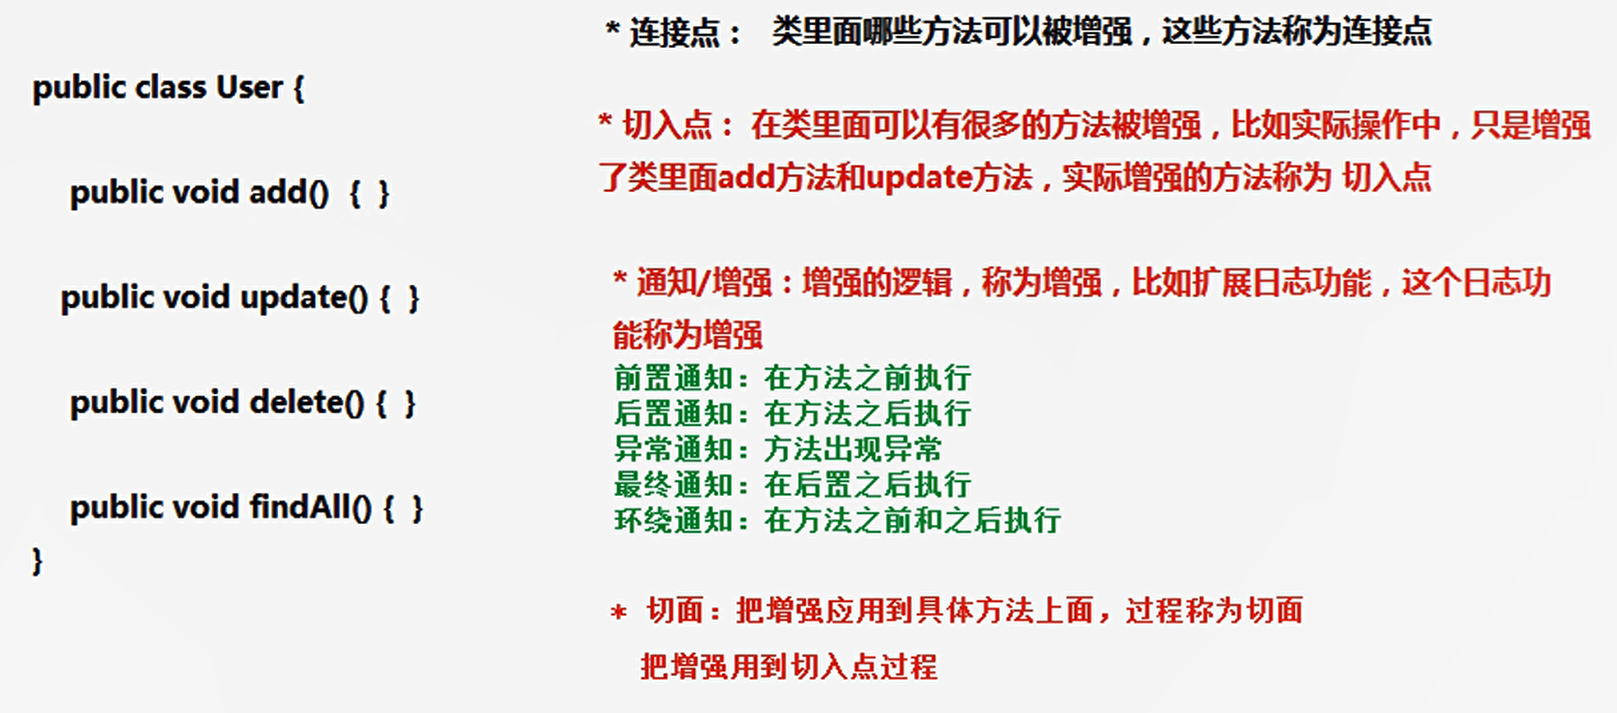 public class User {
public void add() { }
public void update() { }
public void delete() { }
public void findAll() { }
}
* 连接点： 类里面哪些方法可以被增强，这些方法称为连接点
* 切入点： 在类里面可以有很多的方法被增强，比如实际操作中，只是增强
了类里面add方法和update方法，实际增强的方法称为 切入点
* 通知/增强：增强的逻辑，称为增强，比如扩展日志功能，这个日志功
能称为增强
前置通知：在方法之前执行
后置通知：在方法之后执行
异常通知：方法出现异常
最终通知：在后置之后执行
环绕通知：在方法之前和之后执行
* 切面：把增强应用到具体方法上面，过程称为切面
把增强用到切入点过程